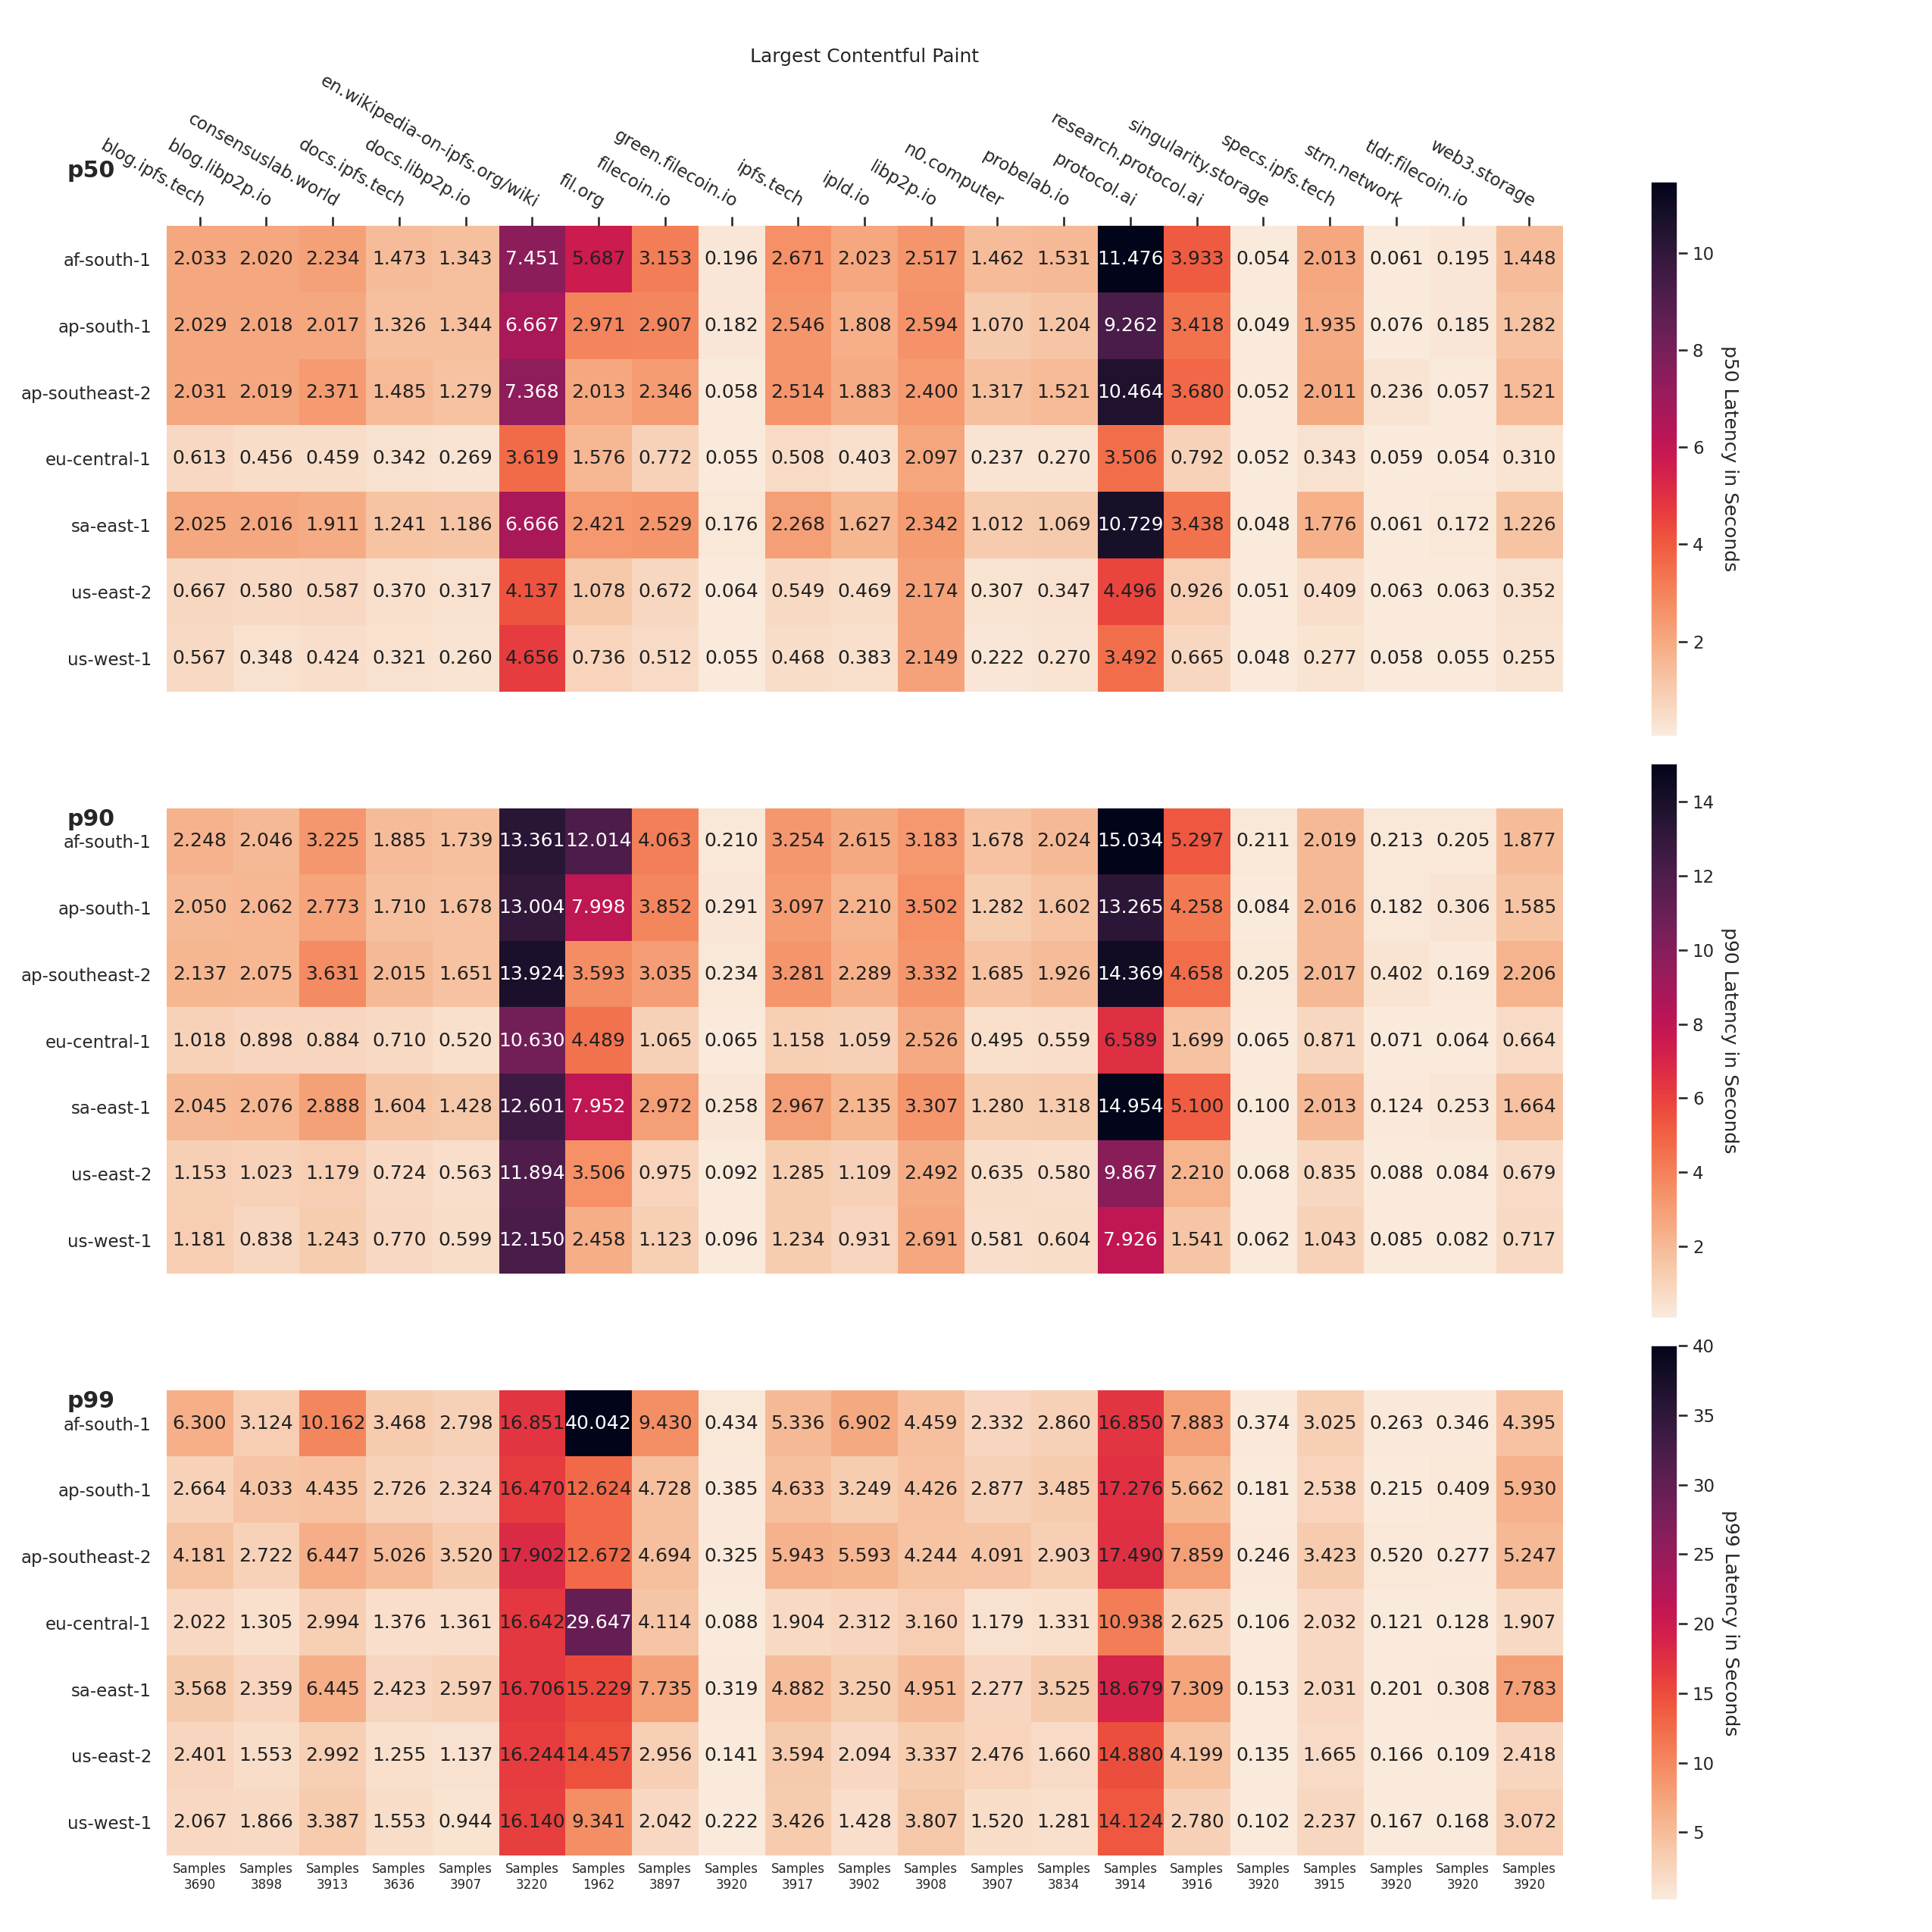 Largest Contentful Paint
p50
blog.ipfs.tech
blog.libp2p.io
consensuslab.world
docs.ipfs.tech
docs.libp2p.io
en.wikipedia-on-ipfs.org/wiki
fil.org
filecoin.io
green.filecoin.io
ipfs.tech
ipld.io
libp2p.io
n0.computer
probelab.io
protocol.ai
research.protocol.ai
singularity.storage
specs.ipfs.tech
strn.network
tldr.filecoin.io
web3.storage
af-south-1 2.033 2.020 2.234 1.473 1.343 7.451 5.687 3.153 0.196 2.671 2.023 2.517 1.462 1.531 11.476 3.933 0.054 2.013 0.061 0.195 1.448
ap-south-1 2.029 2.018 2.017 1.326 1.344 6.667 2.971 2.907 0.182 2.546 1.808 2.594 1.070 1.204 9.262 3.418 0.049 1.935 0.076 0.185 1.282
ap-southeast-2 2.031 2.019 2.371 1.485 1.279 7.368 2.013 2.346 0.058 2.514 1.883 2.400 1.317 1.521 10.464 3.680 0.052 2.011 0.236 0.057 1.521
eu-central-1 0.613 0.456 0.459 0.342 0.269 3.619 1.576 0.772 0.055 0.508 0.403 2.097 0.237 0.270 3.506 0.792 0.052 0.343 0.059 0.054 0.310
sa-east-1 2.025 2.016 1.911 1.241 1.186 6.666 2.421 2.529 0.176 2.268 1.627 2.342 1.012 1.069 10.729 3.438 0.048 1.776 0.061 0.172 1.226
us-east-2 0.667 0.580 0.587 0.370 0.317 4.137 1.078 0.672 0.064 0.549 0.469 2.174 0.307 0.347 4.496 0.926 0.051 0.409 0.063 0.063 0.352
us-west-1 0.567 0.348 0.424 0.321 0.260 4.656 0.736 0.512 0.055 0.468 0.383 2.149 0.222 0.270 3.492 0.665 0.048 0.277 0.058 0.055 0.255
10
8
6
4
2
p50 Latency in Seconds
p90
af-south-1 2.248 2.046 3.225 1.885 1.739 13.361 12.014 4.063 0.210 3.254 2.615 3.183 1.678 2.024 15.034 5.297 0.211 2.019 0.213 0.205 1.877
ap-south-1 2.050 2.062 2.773 1.710 1.678 13.004 7.998 3.852 0.291 3.097 2.210 3.502 1.282 1.602 13.265 4.258 0.084 2.016 0.182 0.306 1.585
ap-southeast-2 2.137 2.075 3.631 2.015 1.651 13.924 3.593 3.035 0.234 3.281 2.289 3.332 1.685 1.926 14.369 4.658 0.205 2.017 0.402 0.169 2.206
eu-central-1 1.018 0.898 0.884 0.710 0.520 10.630 4.489 1.065 0.065 1.158 1.059 2.526 0.495 0.559 6.589 1.699 0.065 0.871 0.071 0.064 0.664
sa-east-1 2.045 2.076 2.888 1.604 1.428 12.601 7.952 2.972 0.258 2.967 2.135 3.307 1.280 1.318 14.954 5.100 0.100 2.013 0.124 0.253 1.664
us-east-2 1.153 1.023 1.179 0.724 0.563 11.894 3.506 0.975 0.092 1.285 1.109 2.492 0.635 0.580 9.867 2.210 0.068 0.835 0.088 0.084 0.679
us-west-1 1.181 0.838 1.243 0.770 0.599 12.150 2.458 1.123 0.096 1.234 0.931 2.691 0.581 0.604 7.926 1.541 0.062 1.043 0.085 0.082 0.717
14
12
10
8
6
4
2
p90 Latency in Seconds
p99
af-south-1 6.300 3.124 10.162 3.468 2.798 16.851 40.042 9.430 0.434 5.336 6.902 4.459 2.332 2.860 16.850 7.883 0.374 3.025 0.263 0.346 4.395
ap-south-1 2.664 4.033 4.435 2.726 2.324 16.470 12.624 4.728 0.385 4.633 3.249 4.426 2.877 3.485 17.276 5.662 0.181 2.538 0.215 0.409 5.930
ap-southeast-2 4.181 2.722 6.447 5.026 3.520 17.902 12.672 4.694 0.325 5.943 5.593 4.244 4.091 2.903 17.490 7.859 0.246 3.423 0.520 0.277 5.247
eu-central-1 2.022 1.305 2.994 1.376 1.361 16.642 29.647 4.114 0.088 1.904 2.312 3.160 1.179 1.331 10.938 2.625 0.106 2.032 0.121 0.128 1.907
sa-east-1 3.568 2.359 6.445 2.423 2.597 16.706 15.229 7.735 0.319 4.882 3.250 4.951 2.277 3.525 18.679 7.309 0.153 2.031 0.201 0.308 7.783
us-east-2 2.401 1.553 2.992 1.255 1.137 16.244 14.457 2.956 0.141 3.594 2.094 3.337 2.476 1.660 14.880 4.199 0.135 1.665 0.166 0.109 2.418
us-west-1 2.067 1.866 3.387 1.553 0.944 16.140 9.341 2.042 0.222 3.426 1.428 3.807 1.520 1.281 14.124 2.780 0.102 2.237 0.167 0.168 3.072
Samples Samples Samples Samples Samples Samples Samples Samples Samples Samples Samples Samples Samples Samples Samples Samples Samples Samples Samples Samples Samples
3690 3898 3913 3636 3907 3220 1962 3897 3920 3917 3902 3908 3907 3834 3914 3916 3920 3915 3920 3920 3920
40
35
30
25
20
15
10
5
p99 Latency in Seconds